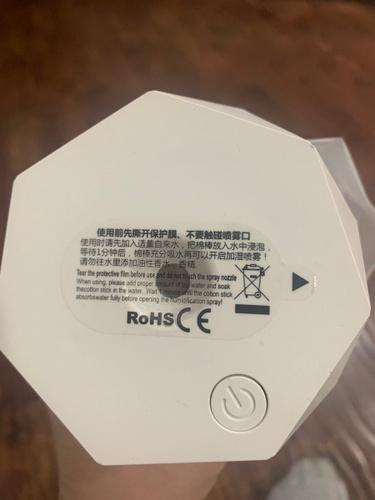 使用前先撕开保护膜、不要触碰喷雾口
使用时请先加入适量自来水，把棉棒放入水中浸泡，
等待1分钟后，棉棒充分吸水再可以开启加湿喷雾！
请勿往水里添加油性香水、香精
Tear the protective film before use and do not touch the spray nozzle
When using, please add proper amount of tap water and soak
thecotton stick in the water.. Wait 1 minute until the cotton stick
absorbswater fully before opening the humidification spray!
RoHS CE